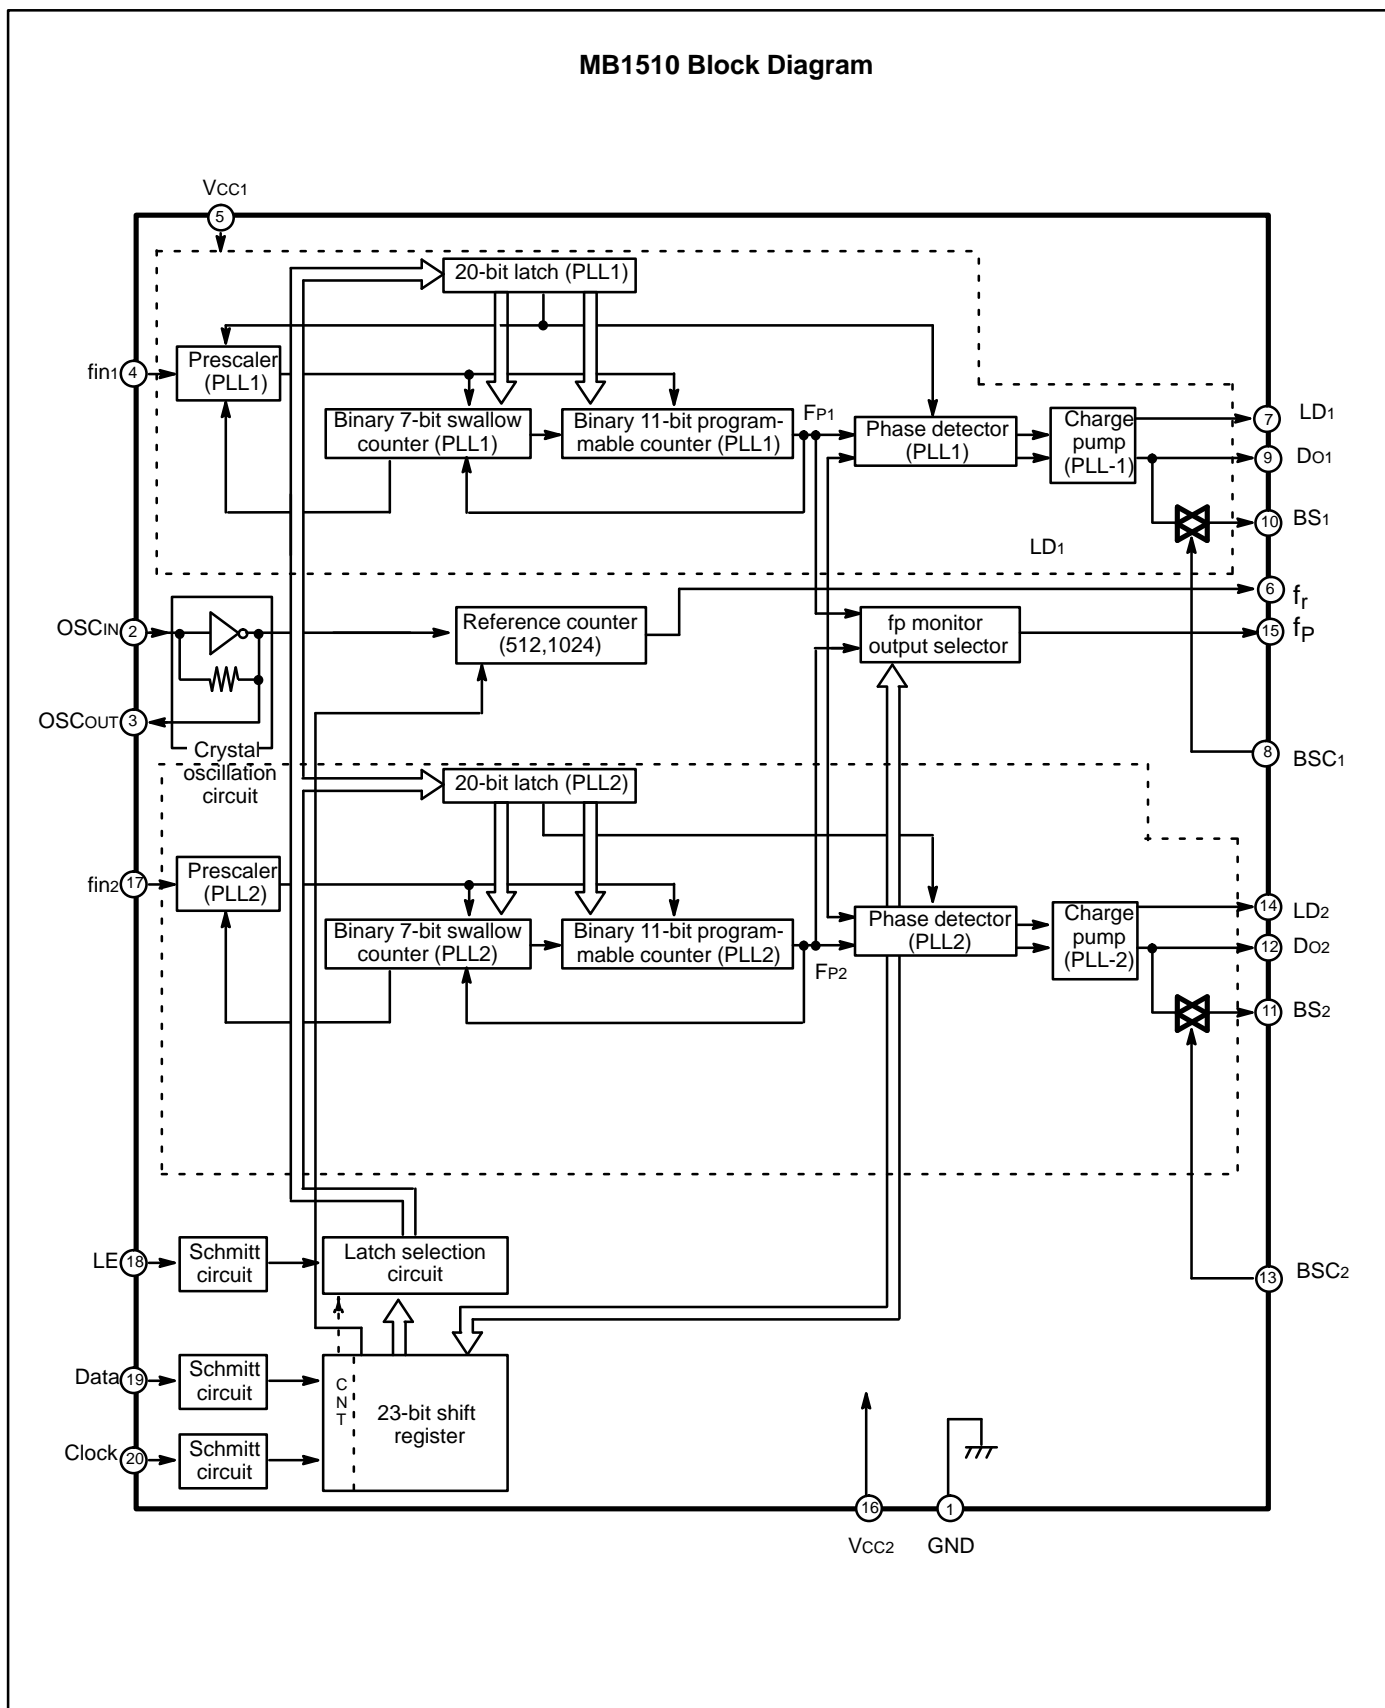 MB1510 Block Diagram
VCC1
5
20-bit latch (PLL1)
fin1
4
Prescaler
(PLL1)
Binary 7-bit swallow
counter (PLL1)
Binary 11-bit program-
mable counter (PLL1)
FP1
Phase detector
(PLL1)
Charge
pump
(PLL-1)
7
LD1
9
DO1
10
BS1
LD1
6
fr
OSCIN
2
Reference counter
(512,1024)
fp monitor
output selector
15
fP
OSCOUT
3
Crystal
oscillation
circuit
8
BSC1
20-bit latch (PLL2)
fin2
17
Prescaler
(PLL2)
Binary 7-bit swallow
counter (PLL2)
Binary 11-bit program-
mable counter (PLL2)
FP2
Phase detector
(PLL2)
Charge
pump
(PLL-2)
14
LD2
12
DO2
11
BS2
LE
18
Schmitt
circuit
Latch selection
circuit
13
BSC2
Data
19
Schmitt
circuit
C
N
T
23-bit shift
register
Clock
20
Schmitt
circuit
16
VCC2
1
GND